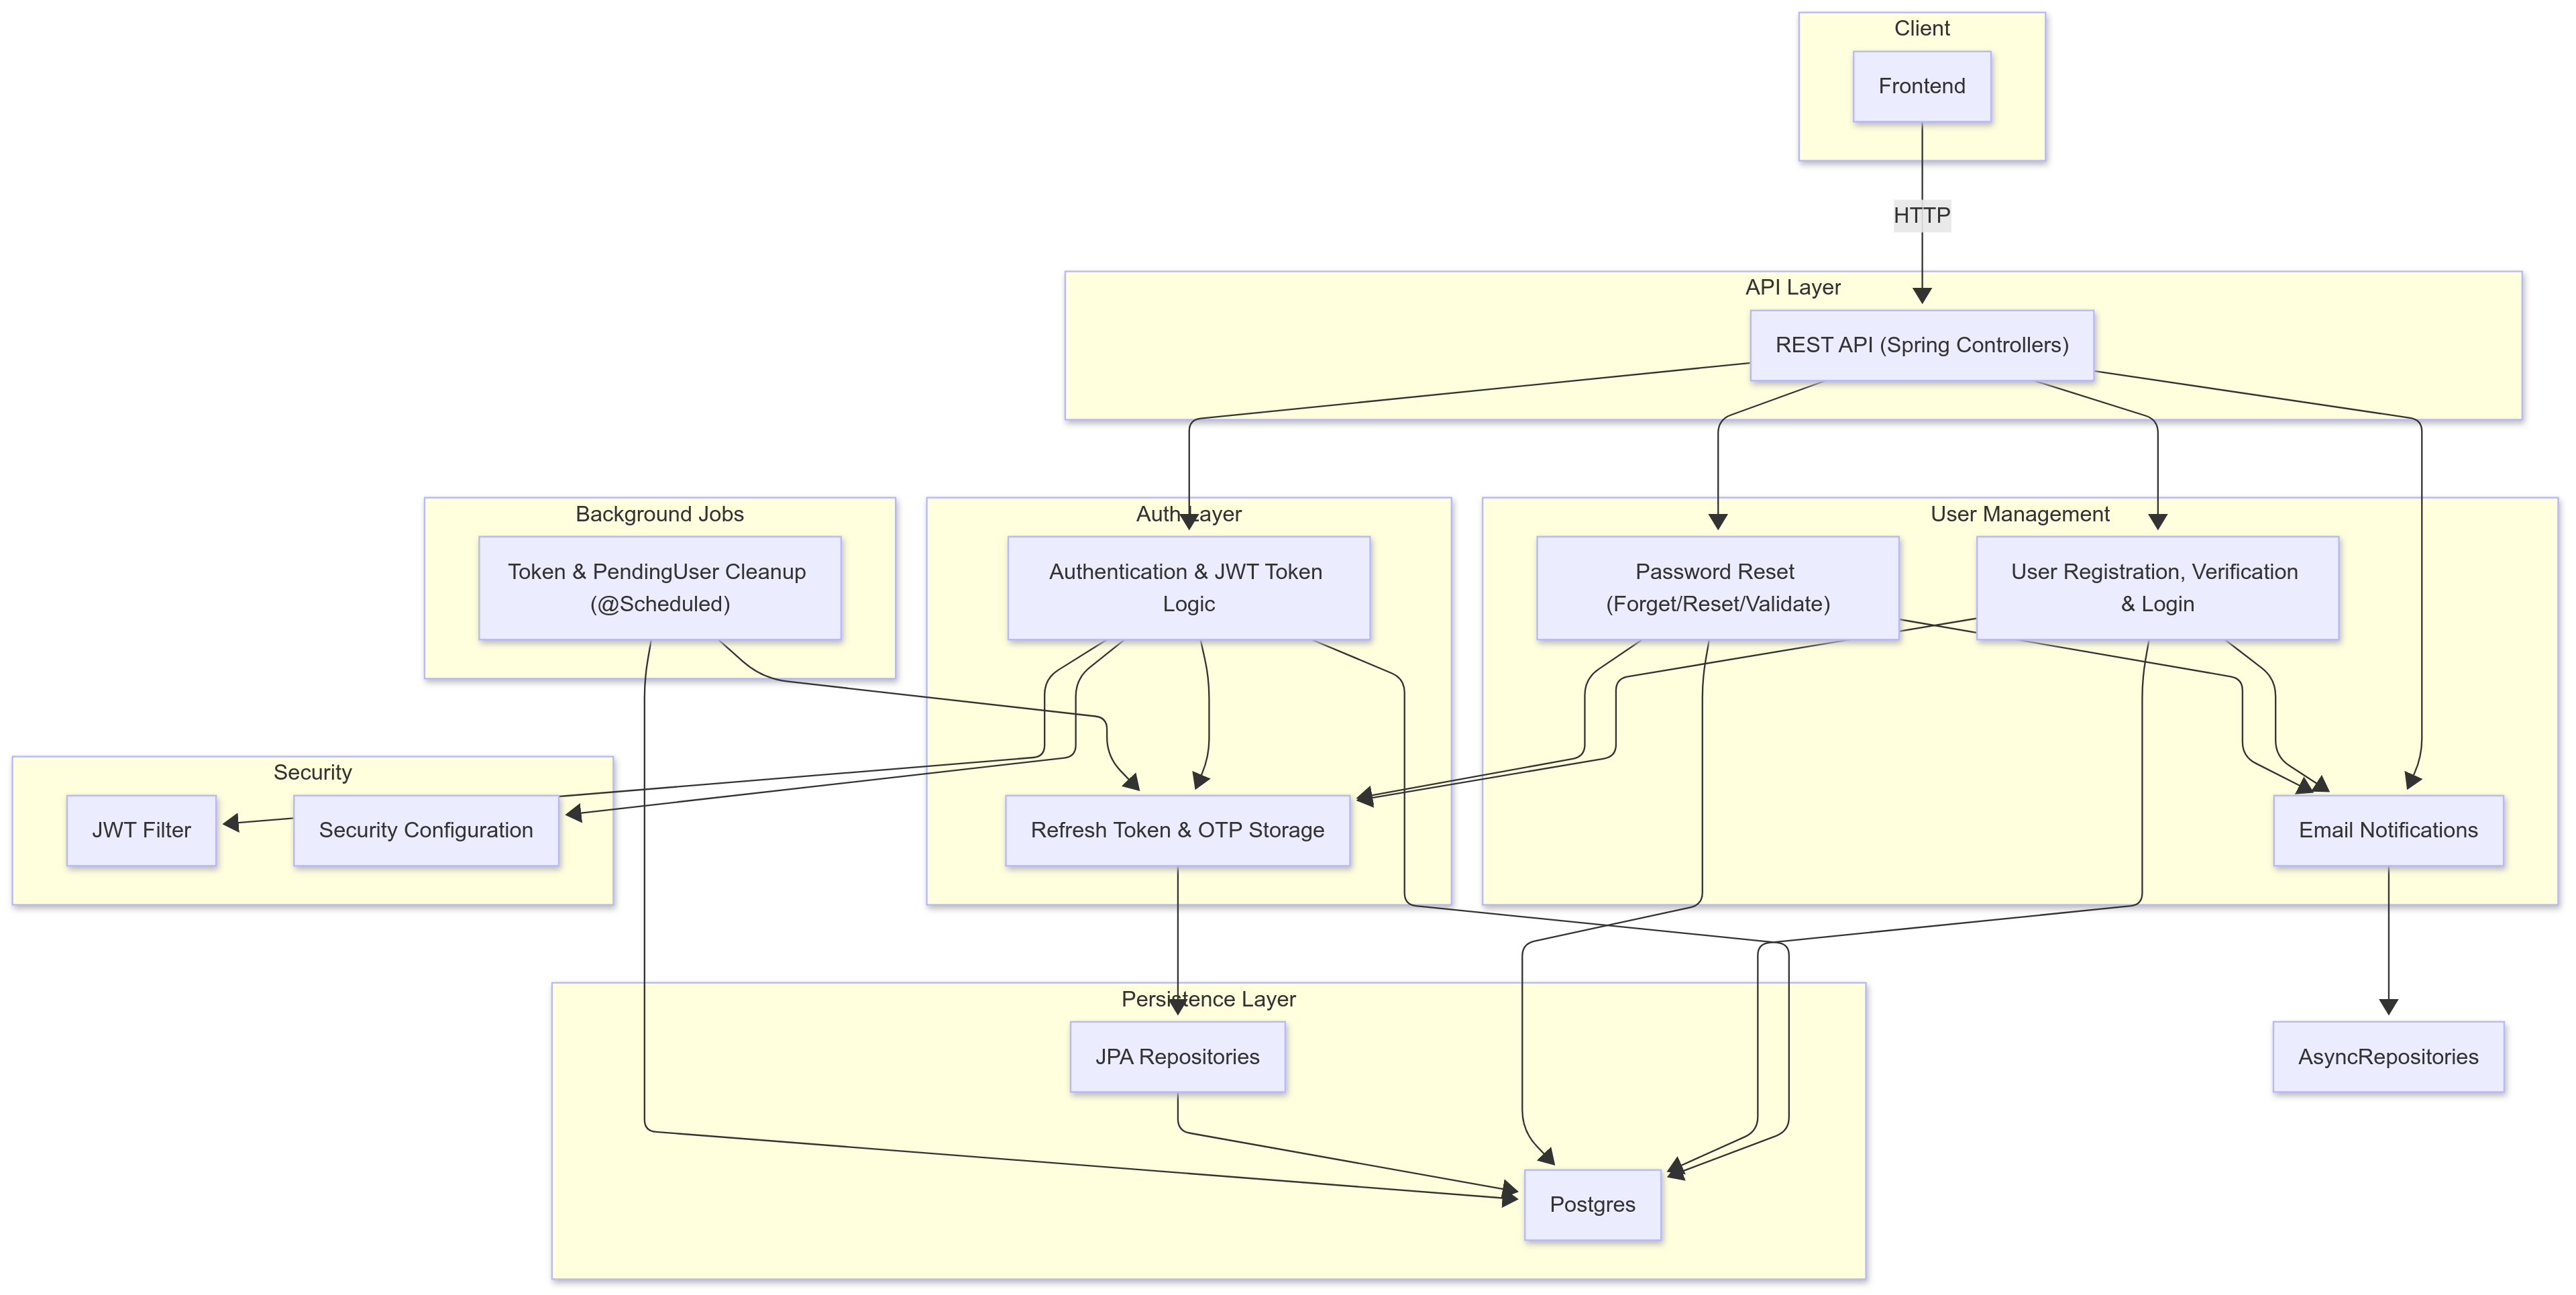 Client
Frontend
HTTP
API Layer
REST API (Spring Controllers)
Background Jobs
Token & PendingUser Cleanup
(@Scheduled)
Auth Layer
Authentication & JWT Token
Logic
User Management
Password Reset
(Forget/Reset/Validate)
User Registration, Verification
& Login
Security
JWT Filter
Security Configuration
Refresh Token & OTP Storage
Email Notifications
Persistence Layer
JPA Repositories
AsyncRepositories
Postgres